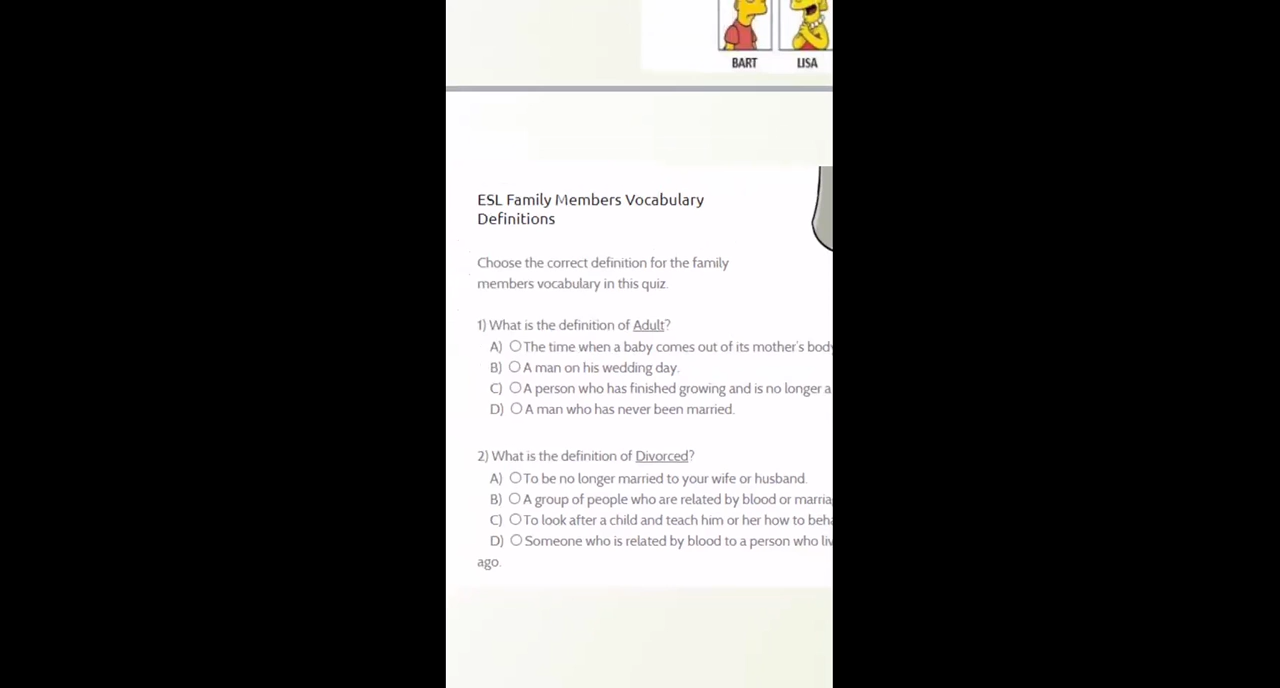 BART LISA
ESL Family Members Vocabulary
Definitions
Choose the correct definition for the family
members vocabulary in this quiz.
1) What is the definition of Adult?
A) The time when a baby comes out of its mother's body
B) A man on his wedding day.
C) A person who has finished growing and is no longer a
D) A man who has never been married.
2) What is the definition of Divorced?
A) To be no longer married to your wife or husband.
B) A group of people who are related by blood or marria
C) To look after a child and teach him or her how to beha
D) Someone who is related by blood to a person who liv
ago.